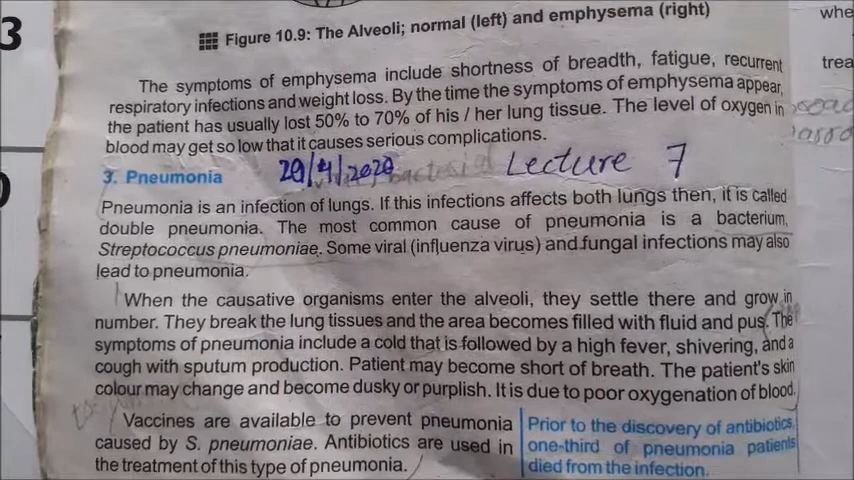 3
Figure 10.9: The Alveoli; normal (left) and emphysema (right)
whe
trea
The symptoms of emphysema include shortness of breadth, fatigue, recurrent
respiratory infections and weight loss. By the time the symptoms of emphysema appear,
the patient has usually lost 50% to 70% of his / her lung tissue. The level of oxygen in
blood may get so low that it causes serious complications.
3. Pneumonia 29/4/2020 bacterial Lecture 7
Pneumonia is an infection of lungs. If this infections affects both lungs then, it is called
double pneumonia. The most common cause of pneumonia is a bacterium,
Streptococcus pneumoniae. Some viral (influenza virus) and fungal infections may also
lead to pneumonia.
When the causative organisms enter the alveoli, they settle there and grow in
number. They break the lung tissues and the area becomes filled with fluid and pus. The
symptoms of pneumonia include a cold that is followed by a high fever, shivering, and a
cough with sputum production. Patient may become short of breath. The patient's skin
colour may change and become dusky or purplish. It is due to poor oxygenation of blood.
Vaccines are available to prevent pneumonia
caused by S. pneumoniae. Antibiotics are used in
the treatment of this type of pneumonia.
Prior to the discovery of antibiotics,
one-third of pneumonia patients
died from the infection.